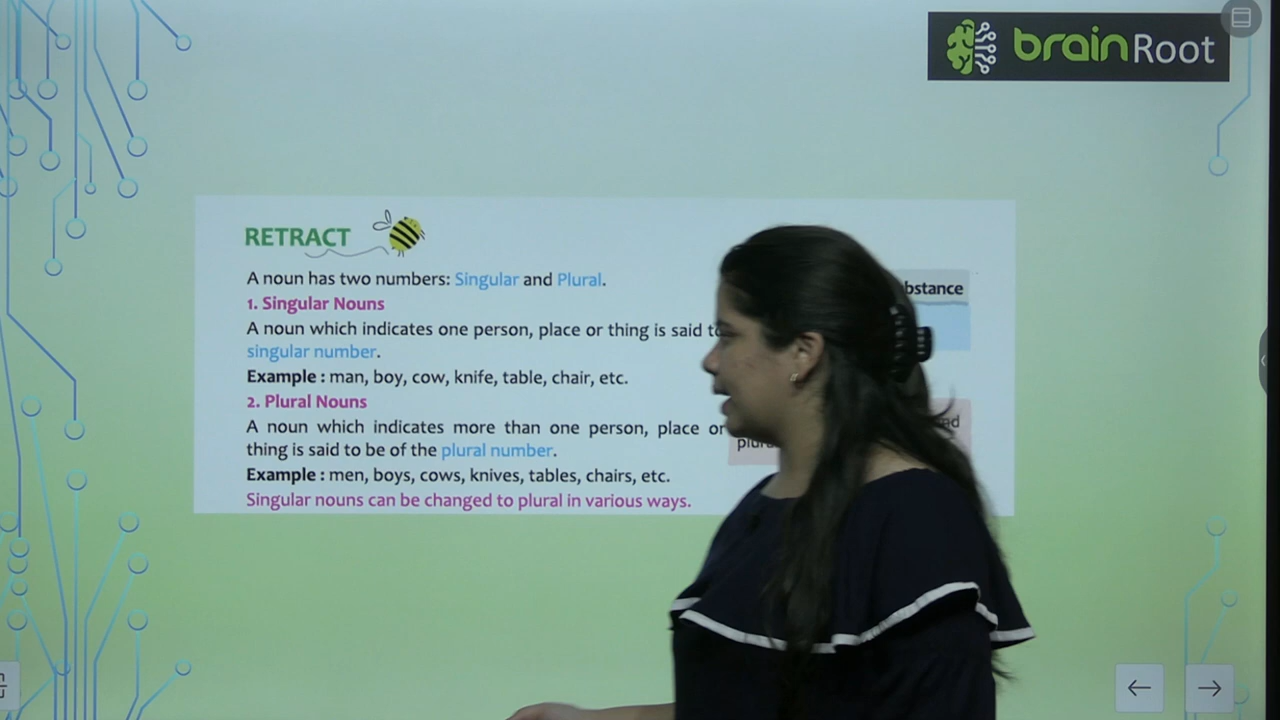 brainRoot
RETRACT
A noun has two numbers: Singular and Plural.
1. Singular Nouns
A noun which indicates one person, place or thing is said
singular number.
Example : man, boy, cow, knife, table, chair, etc.
2. Plural Nouns
A noun which indicates more than one person, place or
thing is said to be of the plural number.
Example : men, boys, cows, knives, tables, chairs, etc.
Singular nouns can be changed to plural in various ways.